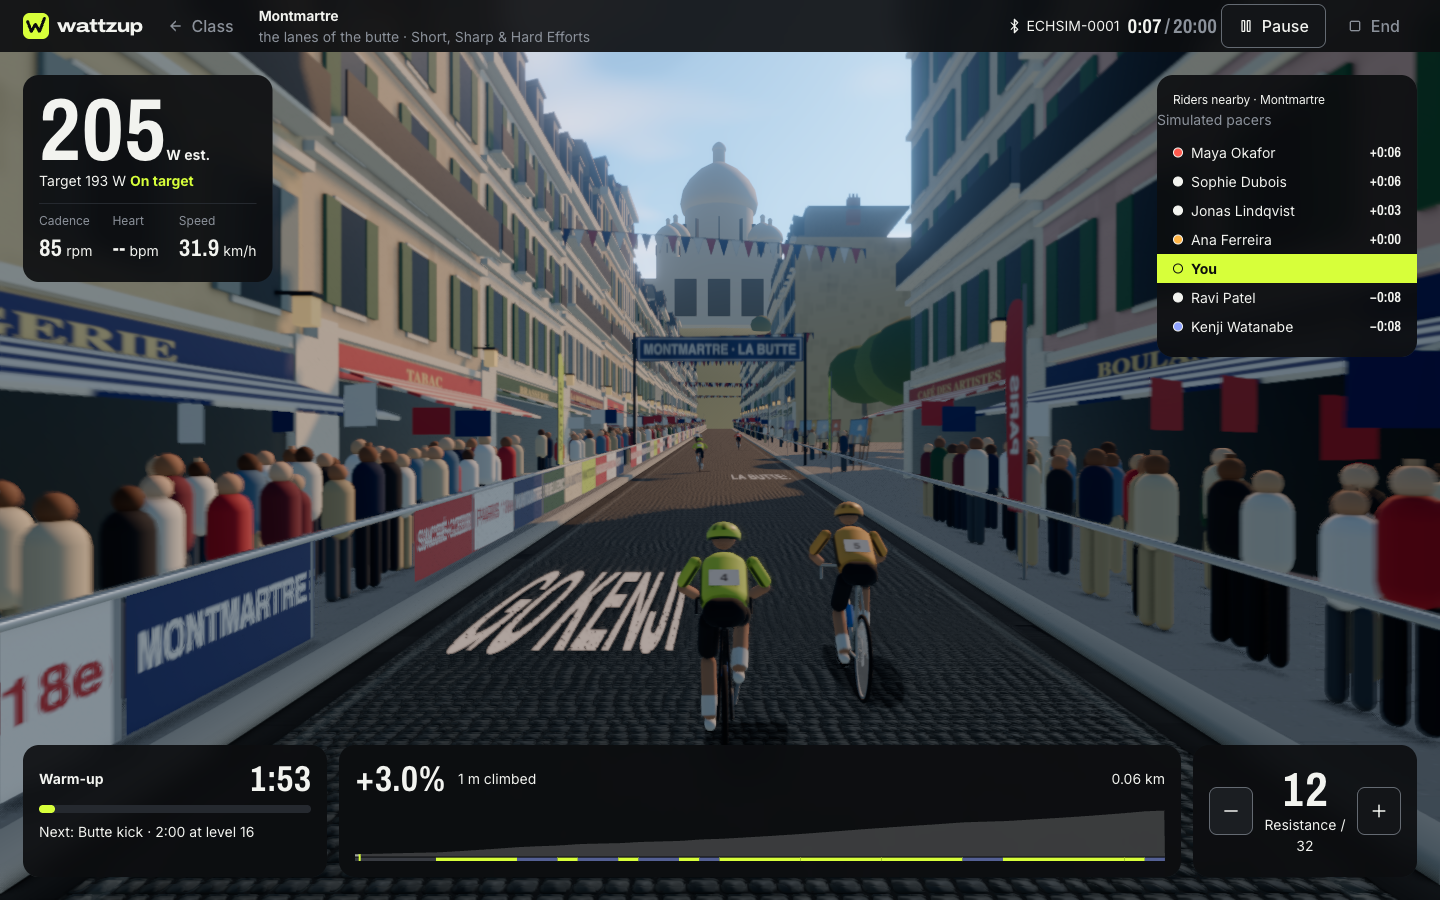 wattzup
Class
Montmartre
the lanes of the butte · Short, Sharp & Hard Efforts
ECHSIM-0001
0:07 / 20:00
Pause
End
205 W est.
Target 193 W On target
Cadence Heart Speed
85 rpm -- bpm 31.9 km/h
Riders nearby · Montmartre
Simulated pacers
Maya Okafor +0:06
Sophie Dubois +0:06
Jonas Lindqvist +0:03
Ana Ferreira +0:00
You
Ravi Patel −0:08
Kenji Watanabe −0:08
GERIE
TABAC
MONTMARTRE · LA BUTTE
CAFÉ DES ARTISTES
LA BUTTE
GO KENJI
4
5
MONTMARTRE
18e
Warm-up 1:53
Next: Butte kick · 2:00 at level 16
+3.0% 1 m climbed 0.06 km
12
Resistance /
32